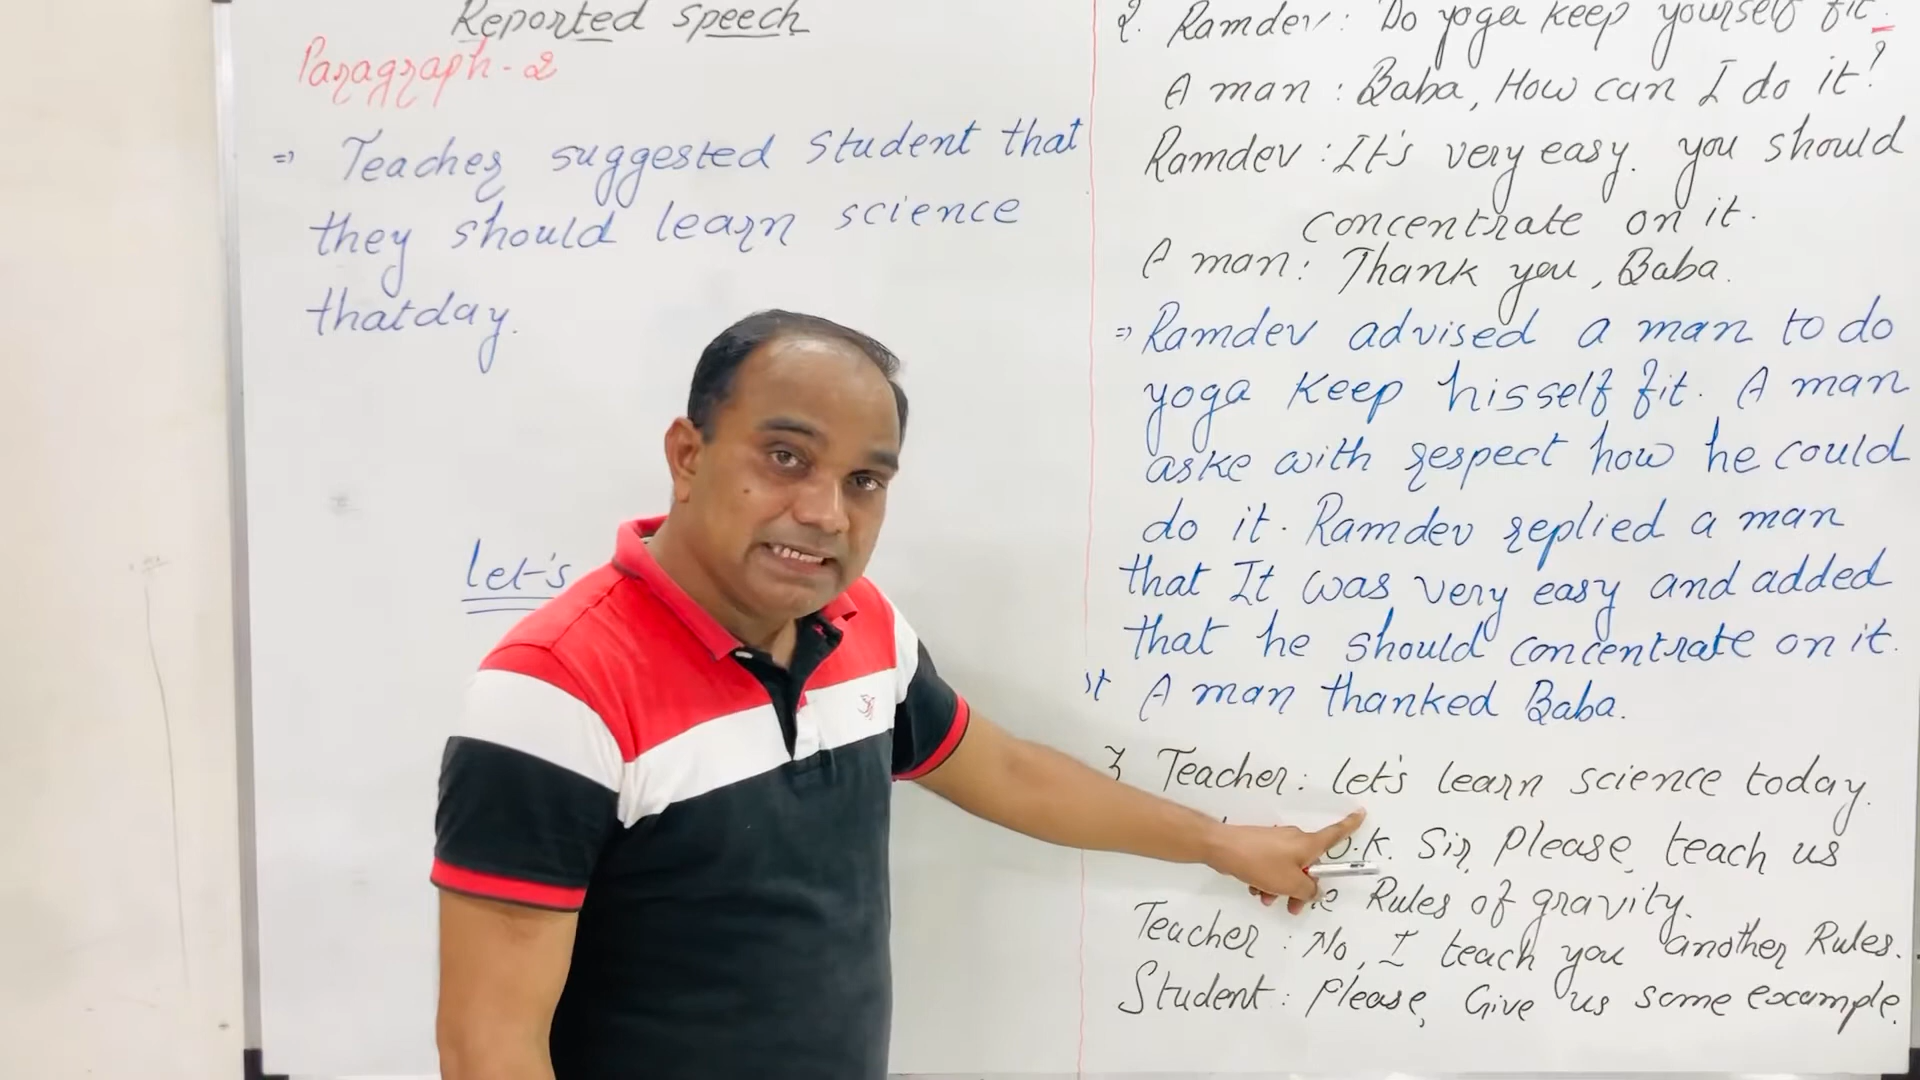 Reported speech
Paragraph-2
=> Teacher suggested student that
they should learn science
thatday.
let's
2. Ramdev: Do yoga keep yourself fit.
A man: Baba, How can I do it?
Ramdev: It's very easy. you should
concentrate on it.
A man: Thank you, Baba.
=> Ramdev advised a man to do
yoga keep hisself fit. A man
aske with respect how he could
do it. Ramdev replied a man
that It was very easy and added
that he should concentrate on it.
A man thanked Baba.
3 Teacher: let's learn science today.
O.K. Sir, Please, teach us
Rules of gravity.
Teacher: No, I teach you another Rules.
Student: Please, Give us some example.